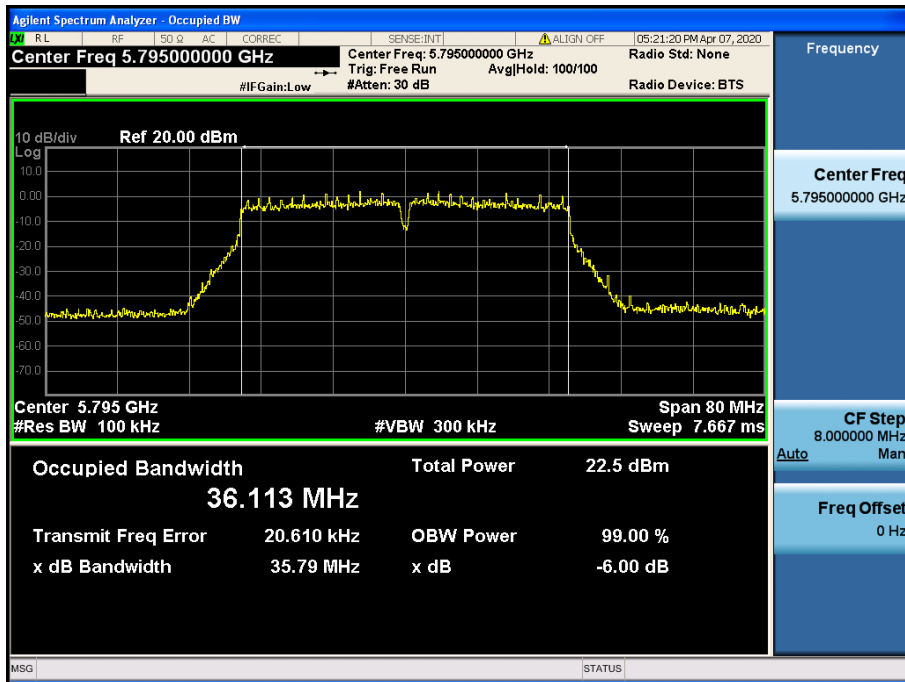 Agilent Spectrum Analyzer - Occupied BW
LXI RL RF 50 Ω AC CORREC SENSE:INT ALIGN OFF 05:21:20 PM Apr 07, 2020
Center Freq 5.795000000 GHz
Center Freq: 5.795000000 GHz
Radio Std: None
Trig: Free Run Avg|Hold: 100/100
#IFGain:Low
#Atten: 30 dB
Radio Device: BTS
10 dB/div Ref 20.00 dBm
Log
10.0
0.00
-10.0
-20.0
-30.0
-40.0
-50.0
-60.0
-70.0
Center 5.795 GHz Span 80 MHz
#Res BW 100 kHz #VBW 300 kHz Sweep 7.667 ms
Occupied Bandwidth Total Power 22.5 dBm
36.113 MHz
Transmit Freq Error 20.610 kHz OBW Power 99.00 %
x dB Bandwidth 35.79 MHz x dB -6.00 dB
Frequency
Center Freq
5.795000000 GHz
CF Step
8.000000 MHz
Auto Man
Freq Offset
0 Hz
MSG STATUS